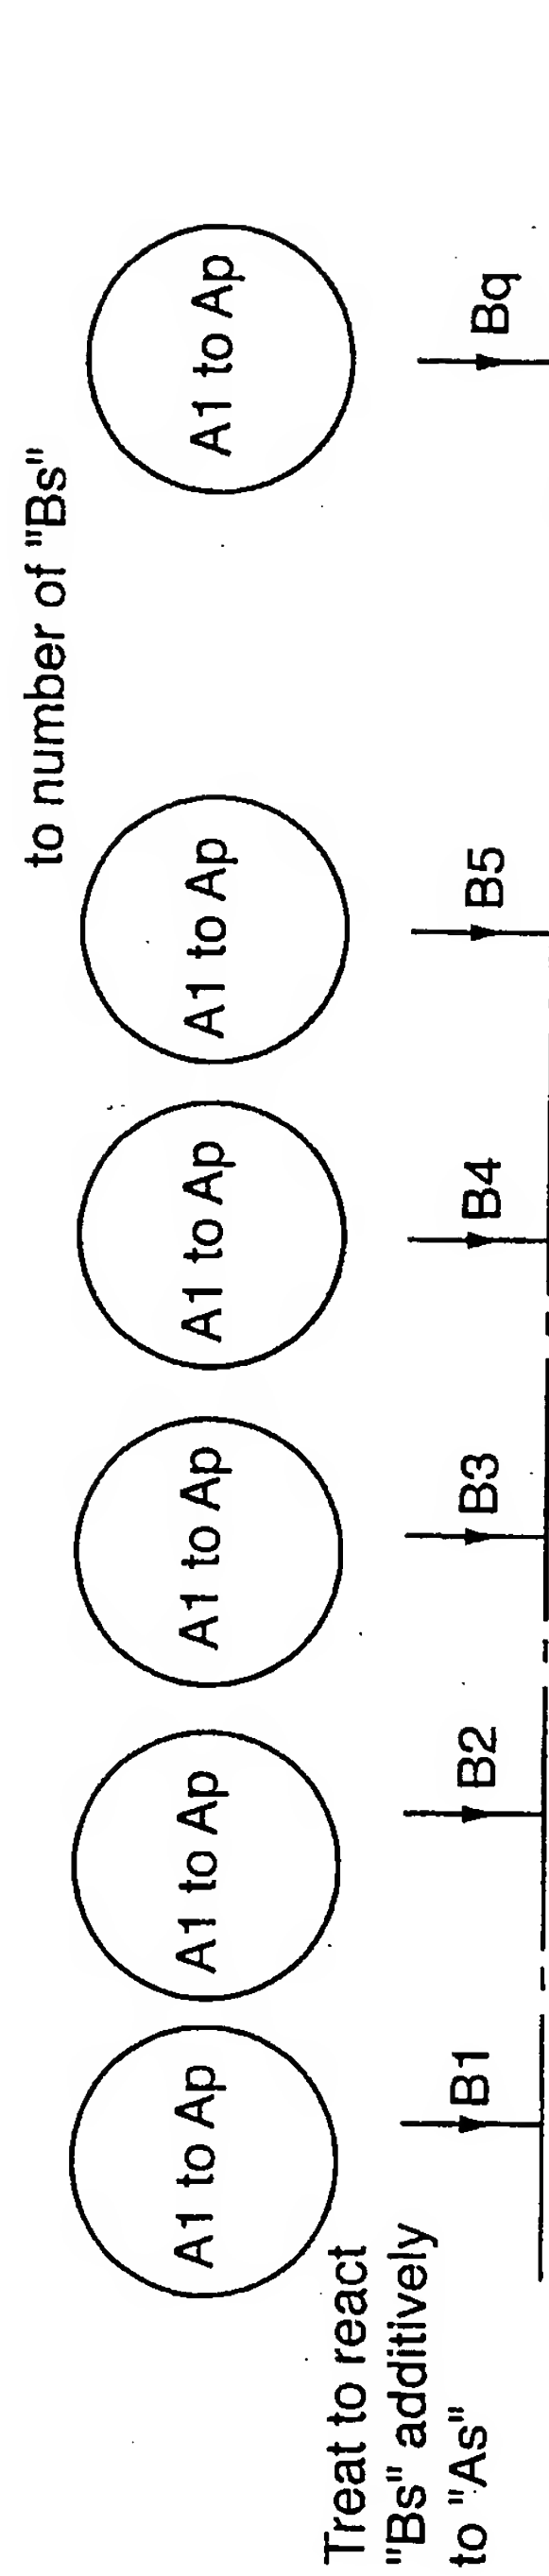 to number of "Bs"
A1 to Ap
A1 to Ap
A1 to Ap
A1 to Ap
A1 to Ap
A1 to Ap
Treat to react
"Bs" additively
to "As"
B1
B2
B3
B4
B5
Bq